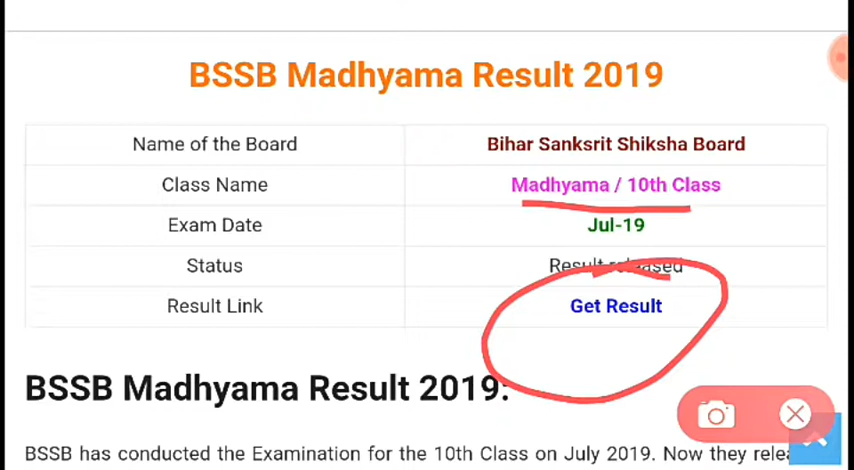 BSSB Madhyama Result 2019
Name of the Board Bihar Sanksrit Shiksha Board
Class Name Madhyama / 10th Class
Exam Date Jul-19
Status Result released
Result Link Get Result
BSSB Madhyama Result 2019:
BSSB has conducted the Examination for the 10th Class on July 2019. Now they